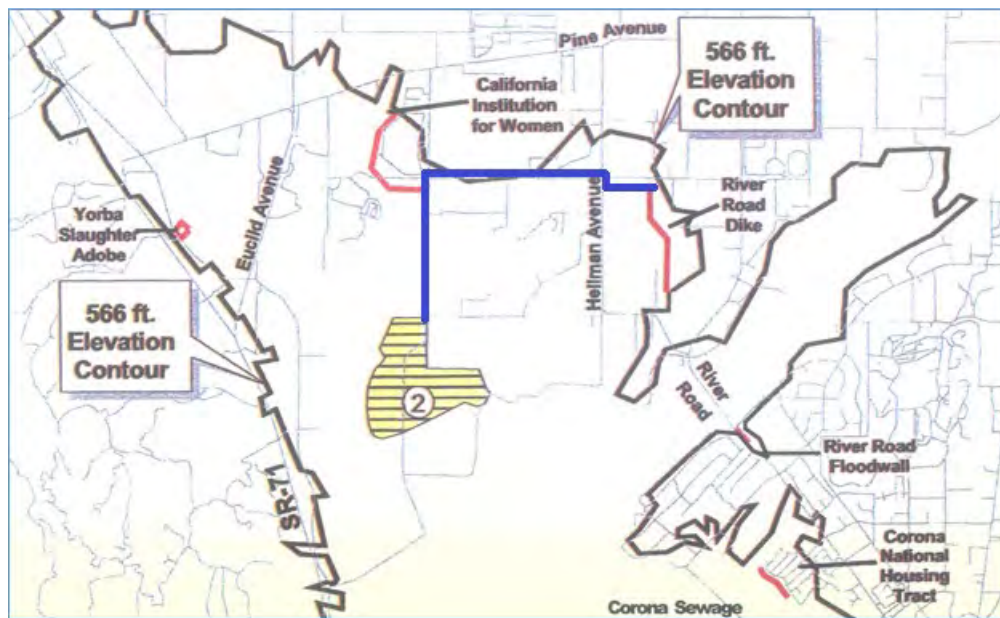 Pine Avenue
566 ft.
Elevation
Contour
California
Institution
for Women
Yorba
Slaughter
Adobe
Euclid Avenue
Hellman Avenue
River
Road
Dike
566 ft.
Elevation
Contour
2
River
Road
River Road
Floodwall
SR-71
Corona
National
Housing
Tract
Corona Sewage